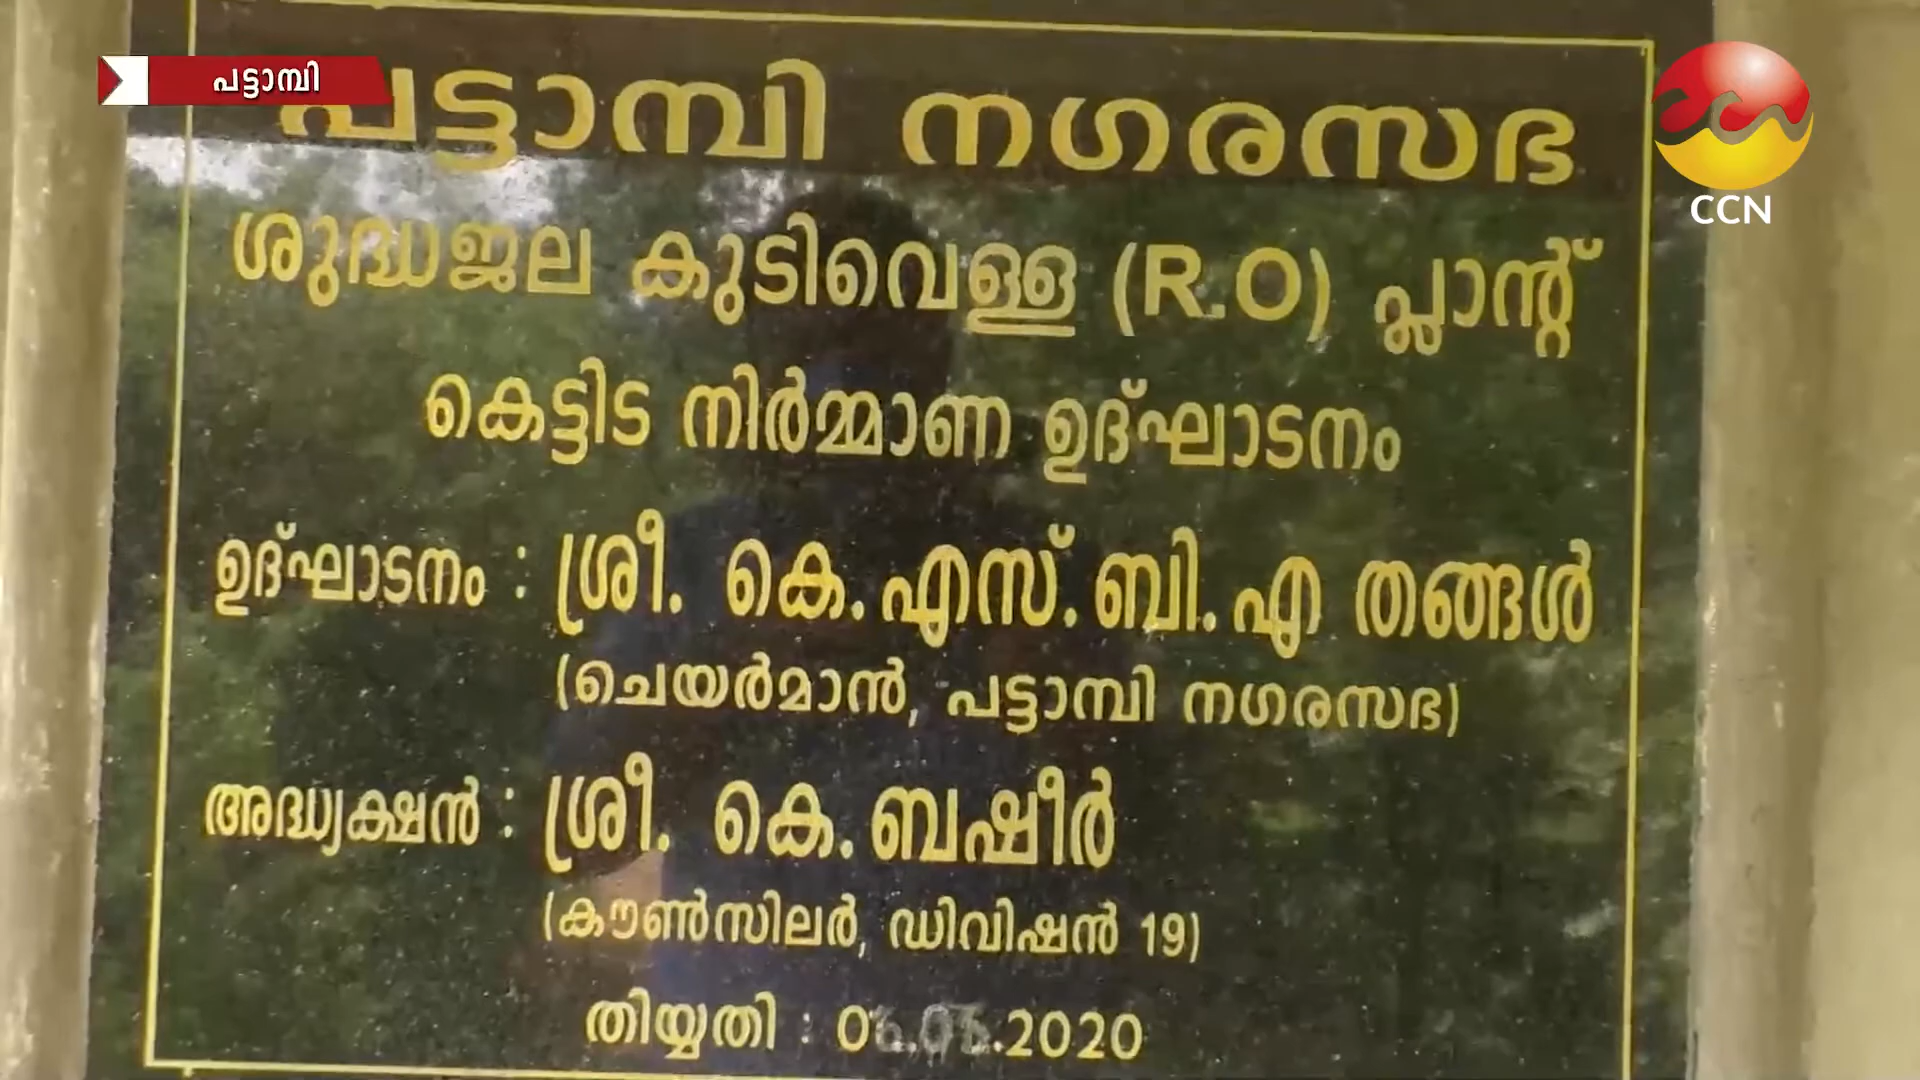 പട്ടാമ്പി
പട്ടാമ്പി നഗരസഭ
CCN
ശുദ്ധജല കുടിവെള്ള (R.O) പ്ലാന്റ്
കെട്ടിട നിർമ്മാണ ഉദ്ഘാടനം
ഉദ്ഘാടനം : ശ്രീ. കെ.എസ്.ബി.എ തങ്ങൾ
(ചെയർമാൻ, പട്ടാമ്പി നഗരസഭ)
അദ്ധ്യക്ഷൻ : ശ്രീ. കെ.ബഷീർ
(കൗൺസിലർ, ഡിവിഷൻ 19)
തിയ്യതി :